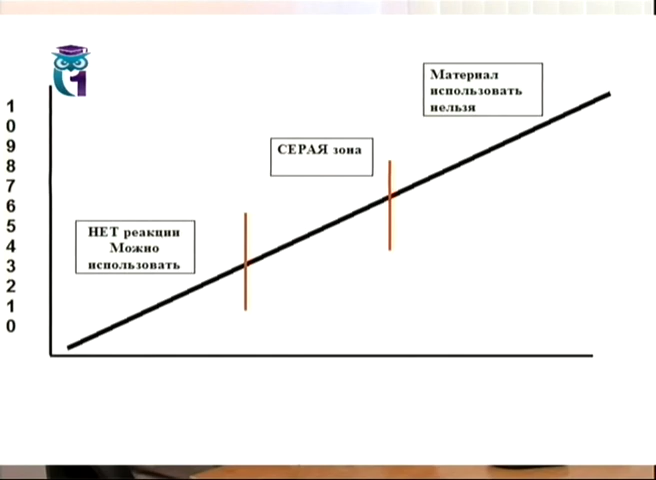 1
Материал
использовать
нельзя
СЕРАЯ зона
НЕТ реакции
Можно
использовать
1
0
9
8
7
6
5
4
3
2
1
0